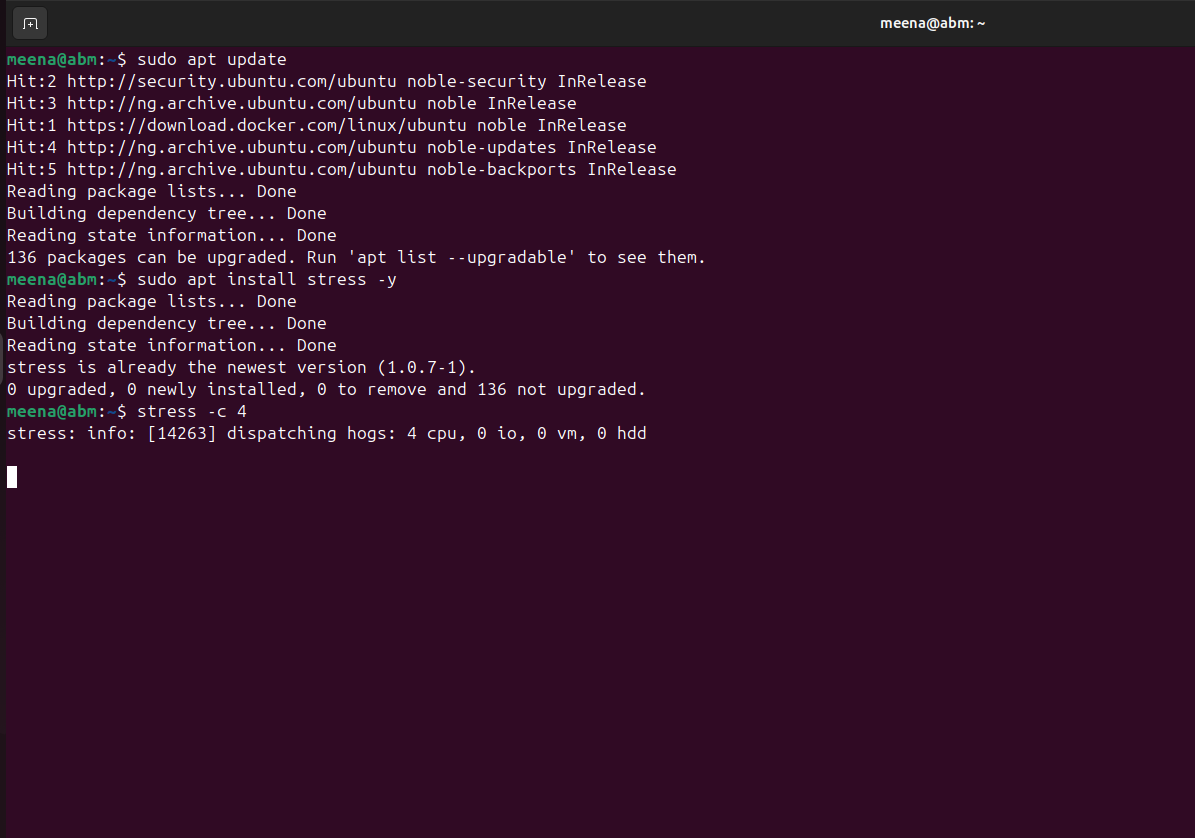 meena@abm: ~
meena@abm:~$ sudo apt update
Hit:2 http://security.ubuntu.com/ubuntu noble-security InRelease
Hit:3 http://ng.archive.ubuntu.com/ubuntu noble InRelease
Hit:1 https://download.docker.com/linux/ubuntu noble InRelease
Hit:4 http://ng.archive.ubuntu.com/ubuntu noble-updates InRelease
Hit:5 http://ng.archive.ubuntu.com/ubuntu noble-backports InRelease
Reading package lists... Done
Building dependency tree... Done
Reading state information... Done
136 packages can be upgraded. Run 'apt list --upgradable' to see them.
meena@abm:~$ sudo apt install stress -y
Reading package lists... Done
Building dependency tree... Done
Reading state information... Done
stress is already the newest version (1.0.7-1).
0 upgraded, 0 newly installed, 0 to remove and 136 not upgraded.
meena@abm:~$ stress -c 4
stress: info: [14263] dispatching hogs: 4 cpu, 0 io, 0 vm, 0 hdd